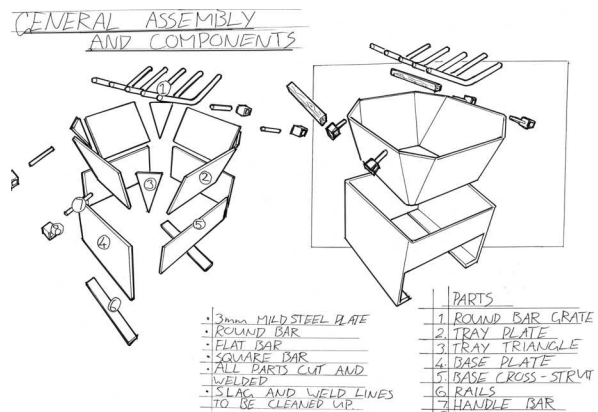 GENERAL ASSEMBLY
AND COMPONENTS
1
2
3
7
4
5
6
• 3mm MILD STEEL PLATE
• ROUND BAR
• FLAT BAR
• SQUARE BAR
• ALL PARTS CUT AND
WELDED
• SLAG AND WELD LINES
TO BE CLEANED UP.
PARTS
1. ROUND BAR GRATE
2. TRAY PLATE
3. TRAY TRIANGLE
4. BASE PLATE
5. BASE CROSS-STRUT
6. RAILS
7. HANDLE BAR